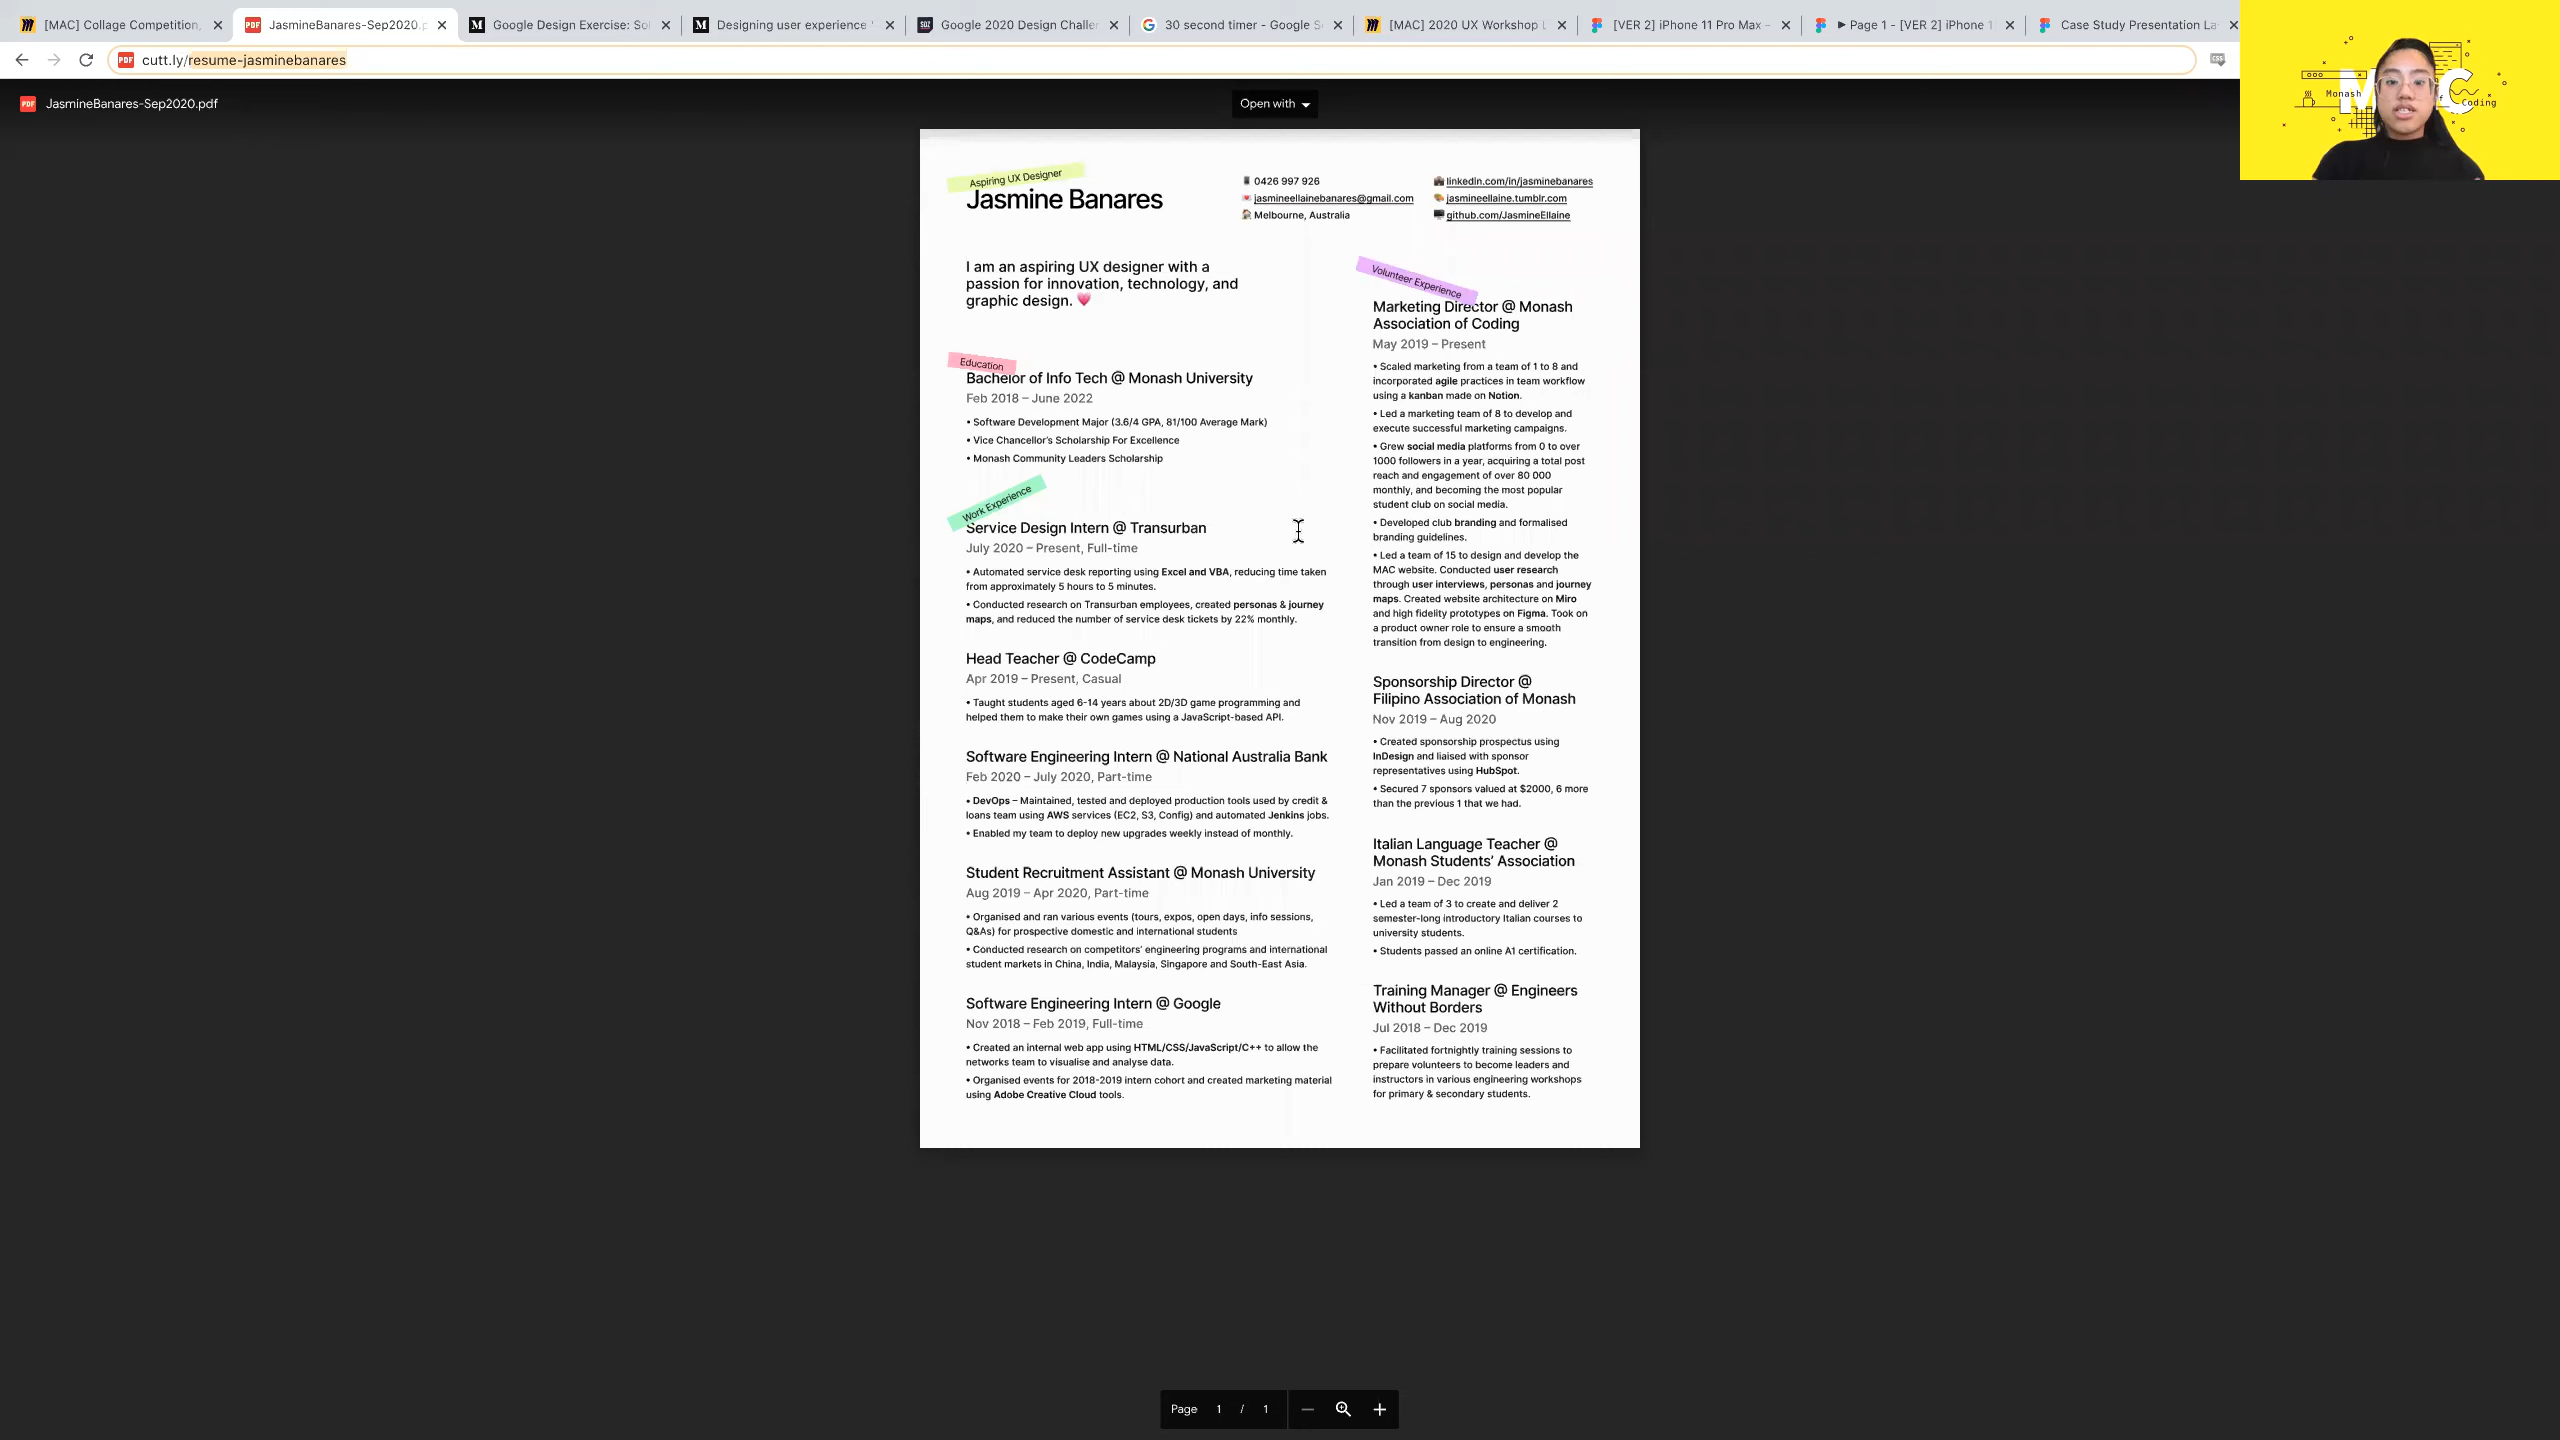 [MAC] Collage Competition,
JasmineBanares-Sep2020.p
Google Design Exercise: Sol
Designing user experience
Google 2020 Design Challen
30 second timer - Google S
[MAC] 2020 UX Workshop
[VER 2] iPhone 11 Pro Max –
Page 1 - [VER 2] iPhone 1
Case Study Presentation La
cutt.ly/resume-jasminebanares
PDF JasmineBanares-Sep2020.pdf
Open with
Monash
Coding
Aspiring UX Designer
Jasmine Banares
0426 997 926
jasmineellainebanares@gmail.com
Melbourne, Australia
linkedin.com/in/jasminebanares
jasmineellaine.tumblr.com
github.com/JasmineEllaine
I am an aspiring UX designer with a
passion for innovation, technology, and
graphic design.
Education
Bachelor of Info Tech @ Monash University
Feb 2018 – June 2022
• Software Development Major (3.6/4 GPA, 81/100 Average Mark)
• Vice Chancellor's Scholarship For Excellence
• Monash Community Leaders Scholarship
Work Experience
Service Design Intern @ Transurban
July 2020 – Present, Full-time
• Automated service desk reporting using Excel and VBA, reducing time taken
from approximately 5 hours to 5 minutes.
• Conducted research on Transurban employees, created personas & journey
maps, and reduced the number of service desk tickets by 22% monthly.
Head Teacher @ CodeCamp
Apr 2019 – Present, Casual
• Taught students aged 6-14 years about 2D/3D game programming and
helped them to make their own games using a JavaScript-based API.
Software Engineering Intern @ National Australia Bank
Feb 2020 – July 2020, Part-time
• DevOps – Maintained, tested and deployed production tools used by credit &
loans team using AWS services (EC2, S3, Config) and automated Jenkins jobs.
• Enabled my team to deploy new upgrades weekly instead of monthly.
Student Recruitment Assistant @ Monash University
Aug 2019 – Apr 2020, Part-time
• Organised and ran various events (tours, expos, open days, info sessions,
Q&As) for prospective domestic and international students
• Conducted research on competitors' engineering programs and international
student markets in China, India, Malaysia, Singapore and South-East Asia.
Software Engineering Intern @ Google
Nov 2018 – Feb 2019, Full-time
• Created an internal web app using HTML/CSS/JavaScript/C++ to allow the
networks team to visualise and analyse data.
• Organised events for 2018-2019 intern cohort and created marketing material
using Adobe Creative Cloud tools.
Volunteer Experience
Marketing Director @ Monash
Association of Coding
May 2019 – Present
• Scaled marketing from a team of 1 to 8 and
incorporated agile practices in team workflow
using a kanban made on Notion.
• Led a marketing team of 8 to develop and
execute successful marketing campaigns.
• Grew social media platforms from 0 to over
1000 followers in a year, acquiring a total post
reach and engagement of over 80 000
monthly, and becoming the most popular
student club on social media.
• Developed club branding and formalised
branding guidelines.
• Led a team of 15 to design and develop the
MAC website. Conducted user research
through user interviews, personas and journey
maps. Created website architecture on Miro
and high fidelity prototypes on Figma. Took on
a product owner role to ensure a smooth
transition from design to engineering.
Sponsorship Director @
Filipino Association of Monash
Nov 2019 – Aug 2020
• Created sponsorship prospectus using
InDesign and liaised with sponsor
representatives using HubSpot.
• Secured 7 sponsors valued at $2000, 6 more
than the previous 1 that we had.
Italian Language Teacher @
Monash Students' Association
Jan 2019 – Dec 2019
• Led a team of 3 to create and deliver 2
semester-long introductory Italian courses to
university students.
• Students passed an online A1 certification.
Training Manager @ Engineers
Without Borders
Jul 2018 – Dec 2019
• Facilitated fortnightly training sessions to
prepare volunteers to become leaders and
instructors in various engineering workshops
for primary & secondary students.
Page 1 / 1